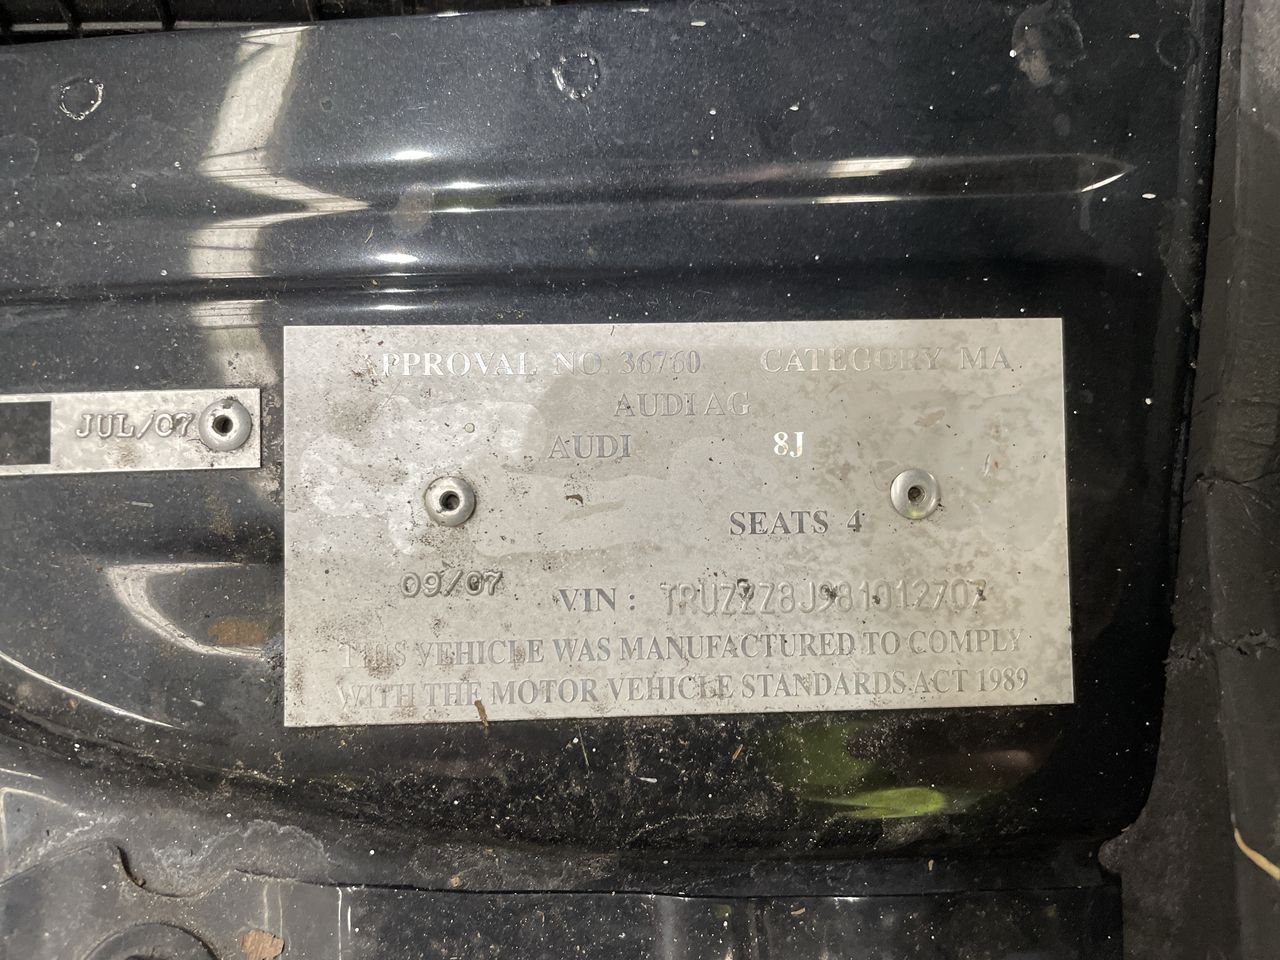 APPROVAL NO. 36760 CATEGORY MA
AUDI AG
AUDI 8J
JUL/07
SEATS 4
09/07 VIN: TRUZZZ8J981012707
THIS VEHICLE WAS MANUFACTURED TO COMPLY
WITH THE MOTOR VEHICLE STANDARDS ACT 1989